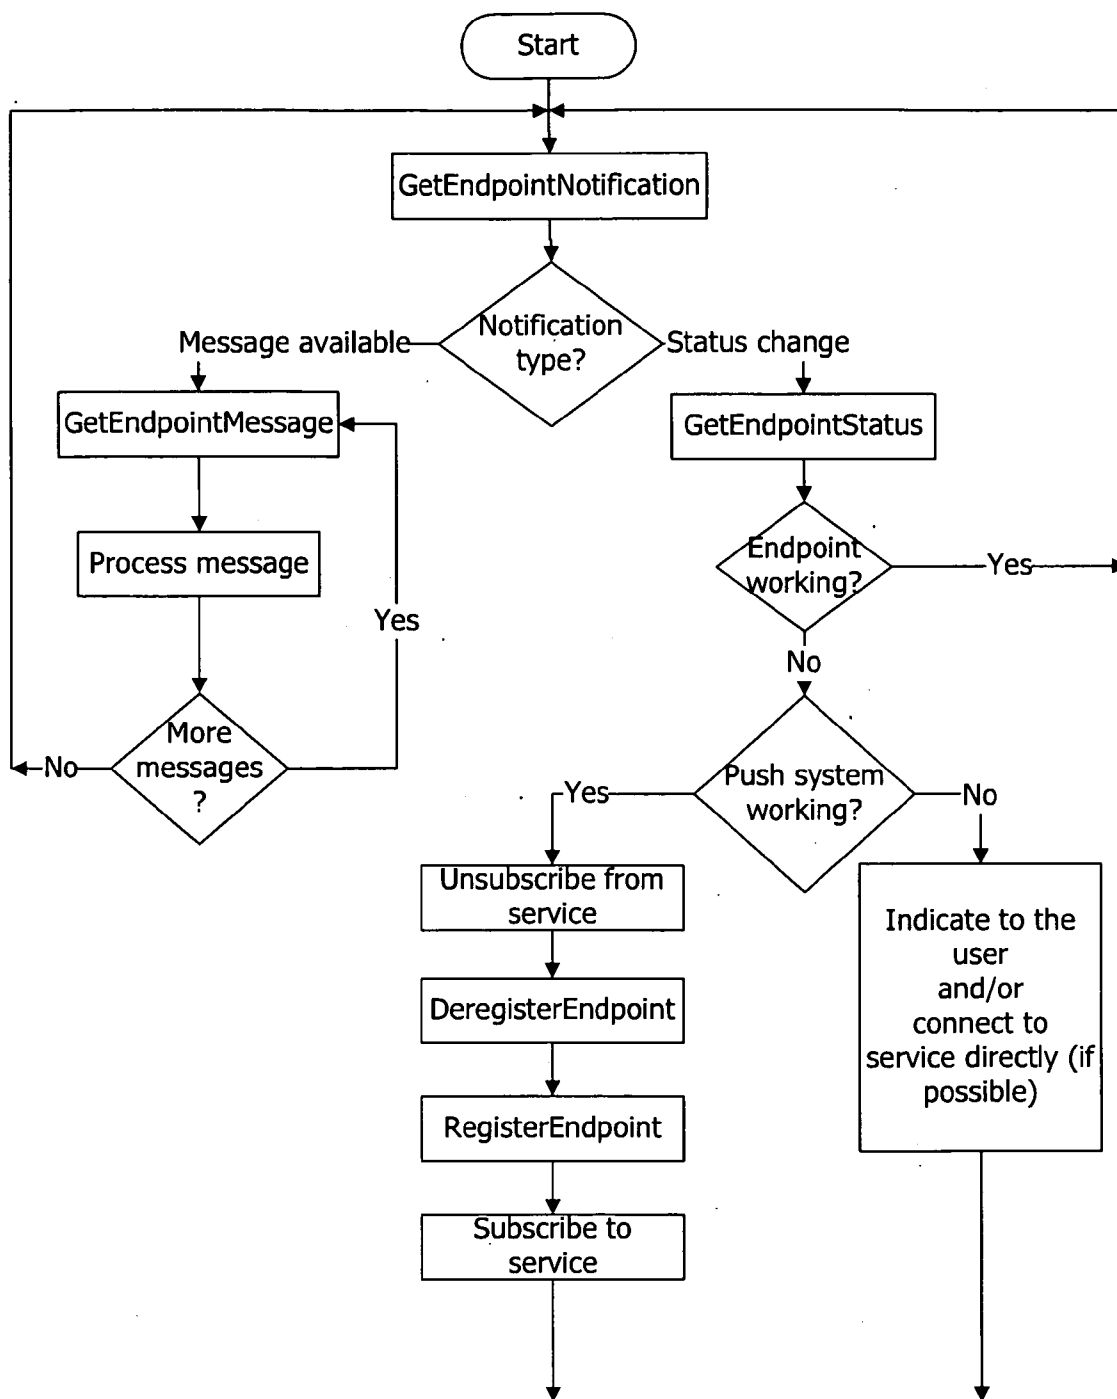 Start
GetEndpointNotification
Notification
type?
Message available
Status change
GetEndpointMessage
GetEndpointStatus
Process message
Endpoint
working?
Yes
Yes
No
More
messages
?
No
Push system
working?
Yes
No
Unsubscribe from
service
Indicate to the
user
and/or
connect to
service directly (if
possible)
DeregisterEndpoint
RegisterEndpoint
Subscribe to
service